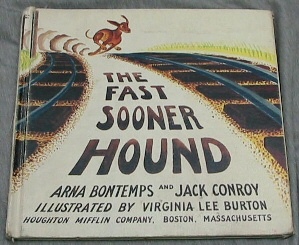 THE
FAST
SOONER
HOUND
ARNA BONTEMPS AND JACK CONROY
ILLUSTRATED BY VIRGINIA LEE BURTON
HOUGHTON MIFFLIN COMPANY, BOSTON, MASSACHUSETTS